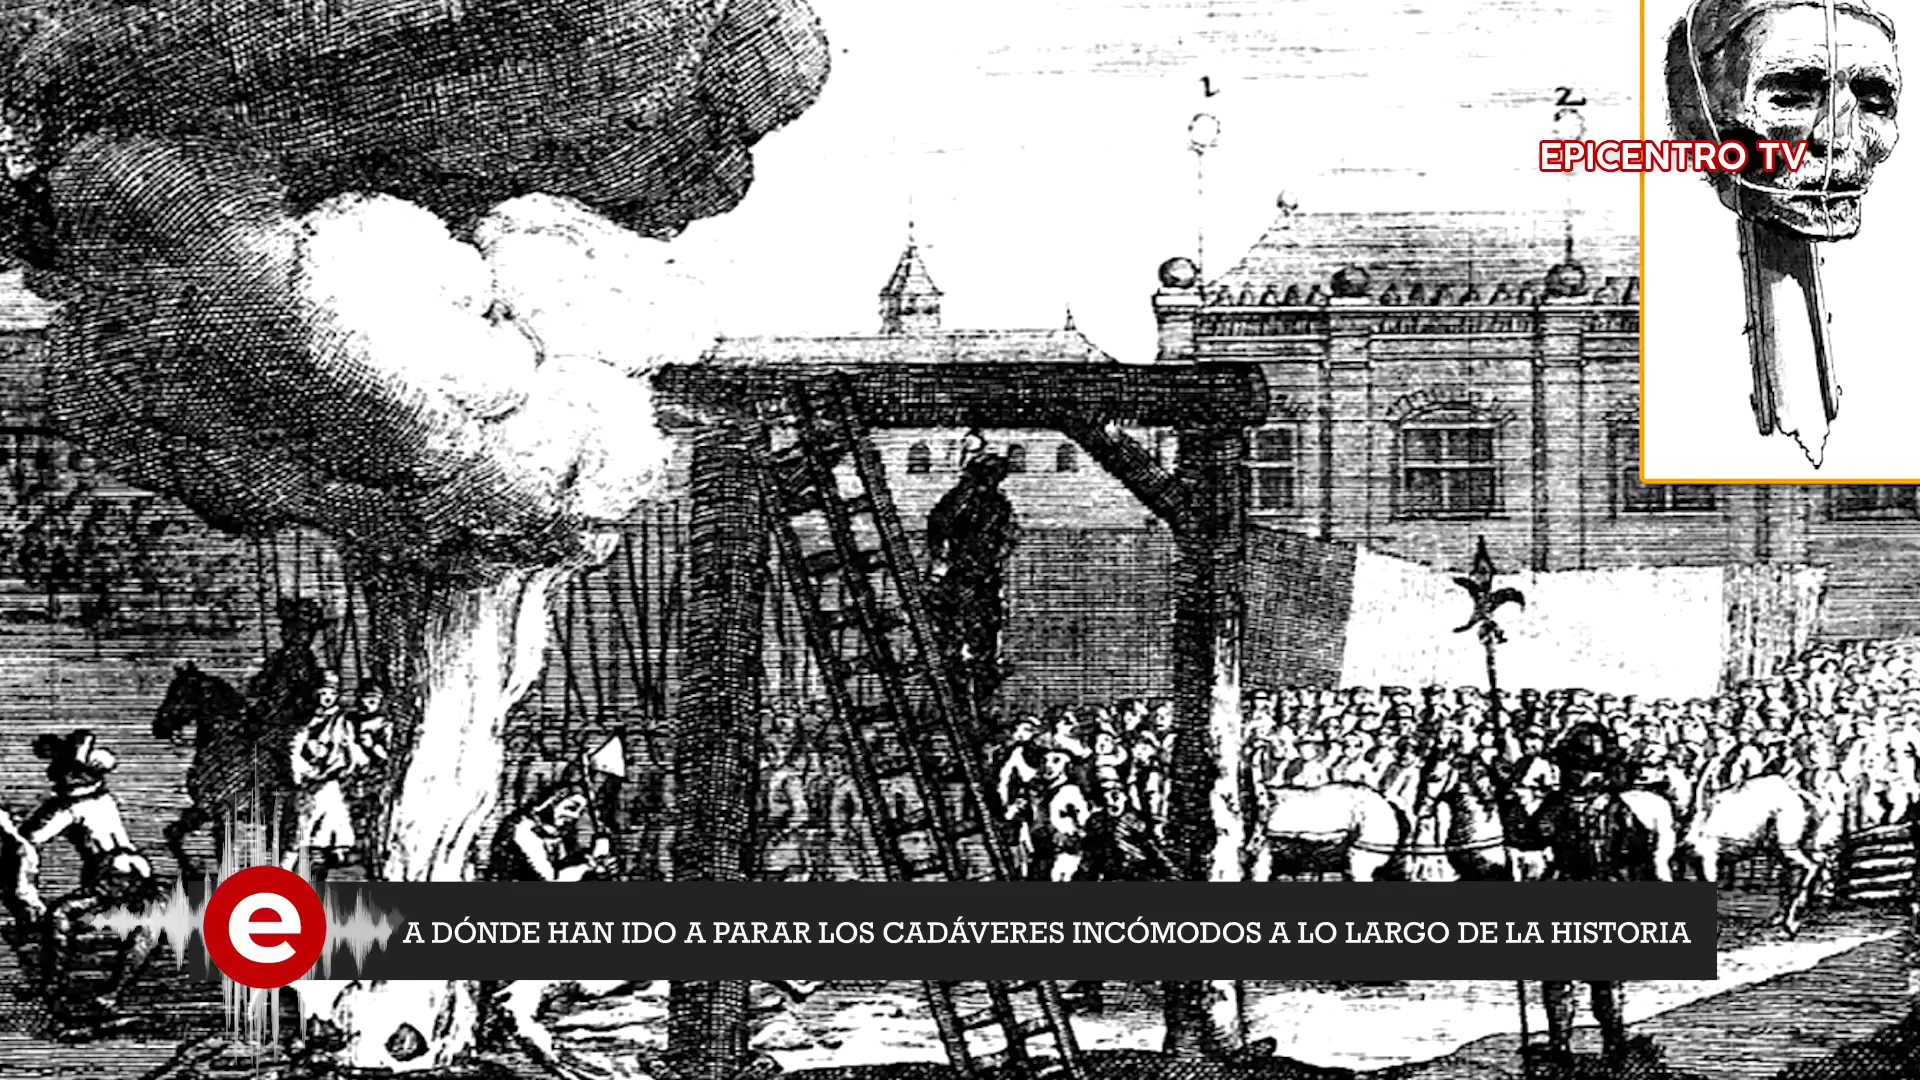 1
2
EPICENTRO TV
e
A DÓNDE HAN IDO A PARAR LOS CADÁVERES INCÓMODOS A LO LARGO DE LA HISTORIA